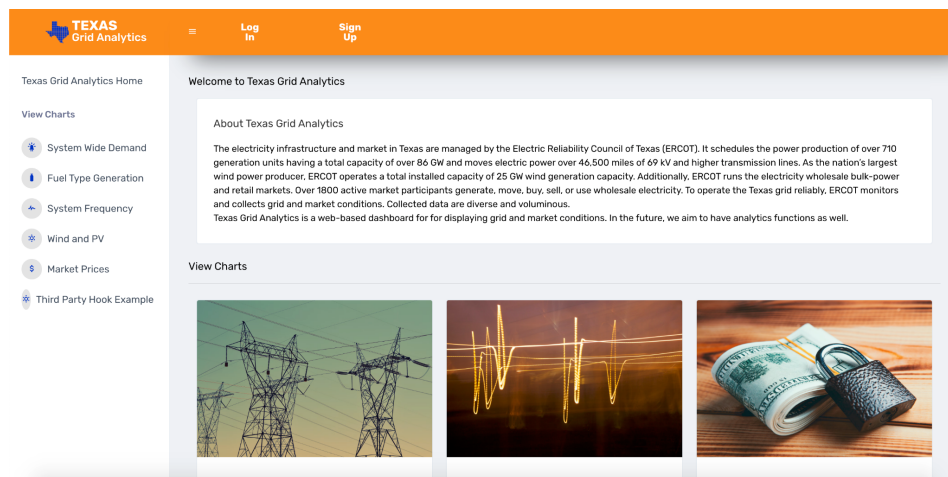 TEXAS
Grid Analytics
Log
In
Sign
Up
Texas Grid Analytics Home
View Charts
System Wide Demand
Fuel Type Generation
System Frequency
Wind and PV
Market Prices
Third Party Hook Example
Welcome to Texas Grid Analytics
About Texas Grid Analytics
The electricity infrastructure and market in Texas are managed by the Electric Reliability Council of Texas (ERCOT). It schedules the power production of over 710
generation units having a total capacity of over 86 GW and moves electric power over 46,500 miles of 69 kV and higher transmission lines. As the nation's largest
wind power producer, ERCOT operates a total installed capacity of 25 GW wind generation capacity. Additionally, ERCOT runs the electricity wholesale bulk-power
and retail markets. Over 1800 active market participants generate, move, buy, sell, or use wholesale electricity. To operate the Texas grid reliably, ERCOT monitors
and collects grid and market conditions. Collected data are diverse and voluminous.
Texas Grid Analytics is a web-based dashboard for for displaying grid and market conditions. In the future, we aim to have analytics functions as well.
View Charts